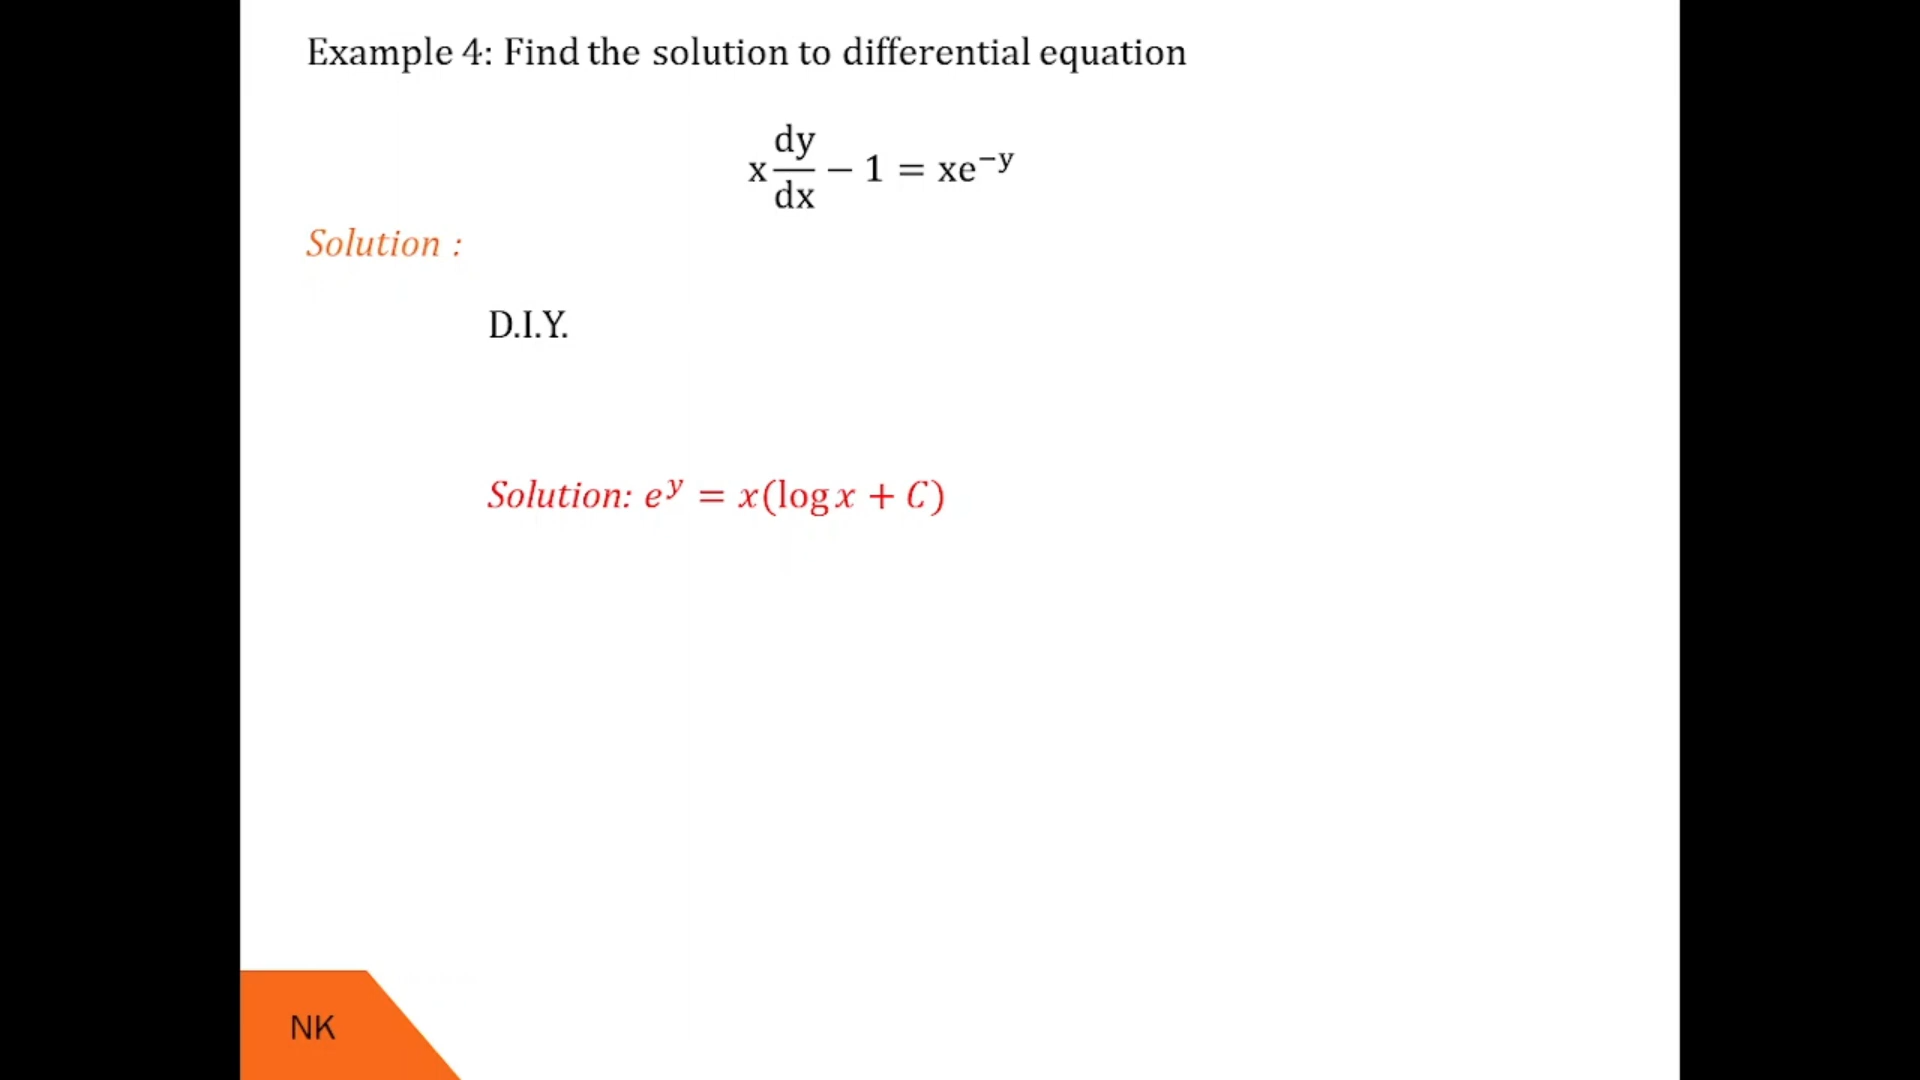 Example 4: Find the solution to differential equation
x dy/dx − 1 = xe^−y
Solution :
D.I.Y.
Solution: e^y = x(log x + C)
NK